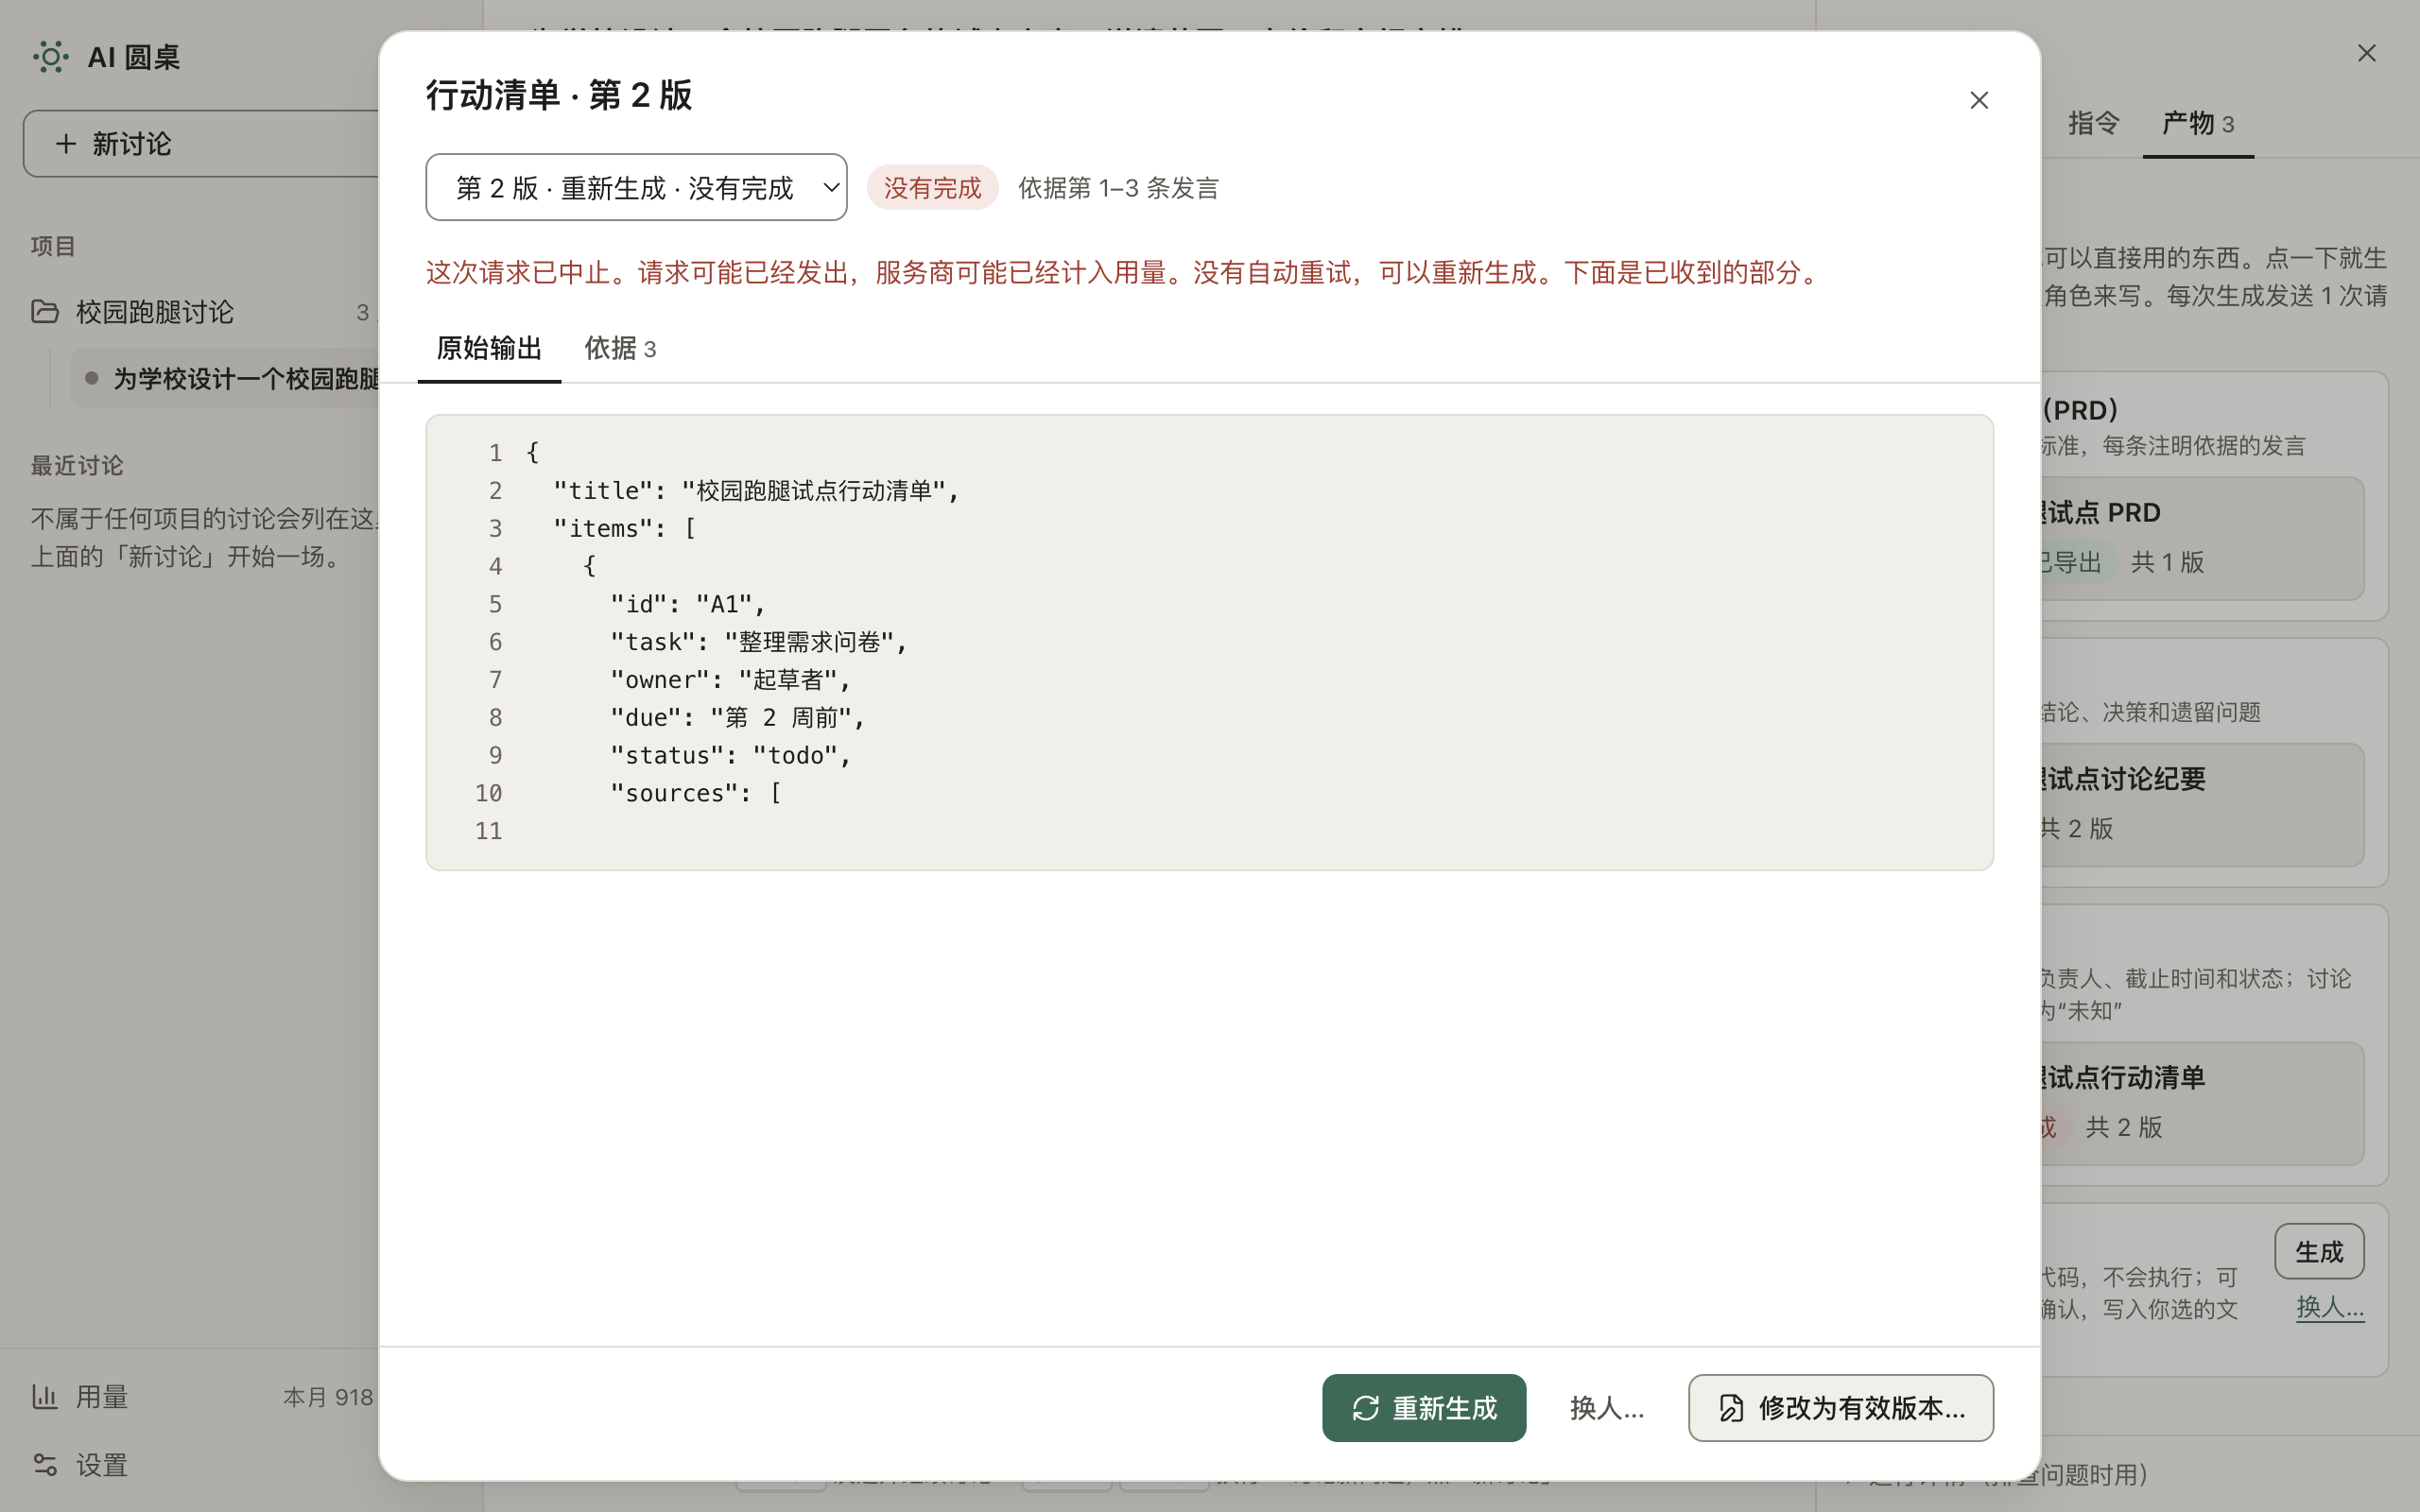 AI 圆桌
新讨论
项目
校园跑腿讨论
3
为学校设计一个校园跑腿
最近讨论
不属于任何项目的讨论会列在这
上面的「新讨论」开始一场。
用量
本月 918
设置
行动清单 · 第 2 版
第 2 版 · 重新生成 · 没有完成
没有完成
依据第 1–3 条发言
这次请求已中止。请求可能已经发出，服务商可能已经计入用量。没有自动重试，可以重新生成。下面是已收到的部分。
原始输出
依据 3
1 {
2 "title": "校园跑腿试点行动清单",
3 "items": [
4 {
5 "id": "A1",
6 "task": "整理需求问卷",
7 "owner": "起草者",
8 "due": "第 2 周前",
9 "status": "todo",
10 "sources": [
11
重新生成
换人...
修改为有效版本...
指令
产物 3
可以直接用的东西。点一下就生
角色来写。每次生成发送 1 次请
(PRD)
标准，每条注明依据的发言
试点 PRD
已导出
共 1 版
结论、决策和遗留问题
试点讨论纪要
共 2 版
负责人、截止时间和状态；讨论
为“未知”
试点行动清单
成
共 2 版
生成
代码，不会执行；可
确认，写入你选的文
换人...
问题时用）